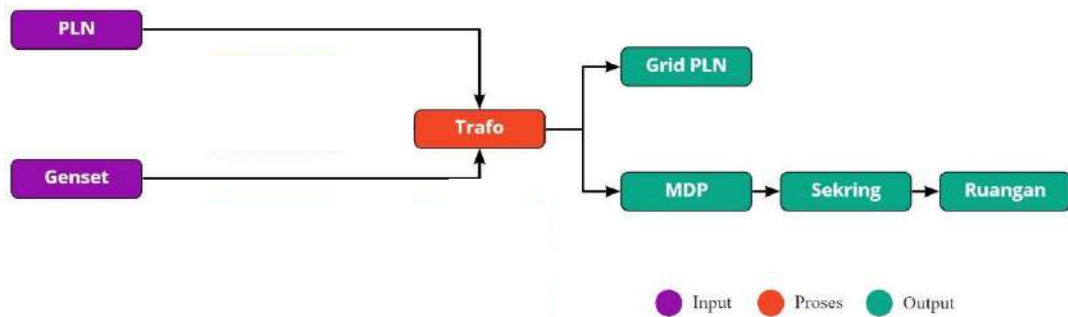 PLN
Grid PLN
Trafo
Genset
MDP
Sekring
Ruangan
Input
Proses
Output